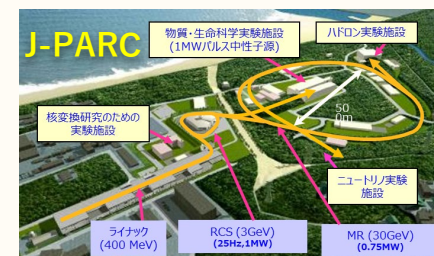 J-PARC
物質・生命科学実験施設
(1MWパルス中性子源)
ハドロン実験施設
核変換研究のための
実験施設
50
0m
ニュートリノ実験
施設
ライナック
(400 MeV)
RCS (3GeV)
(25Hz,1MW)
MR (30GeV)
(0.75MW)